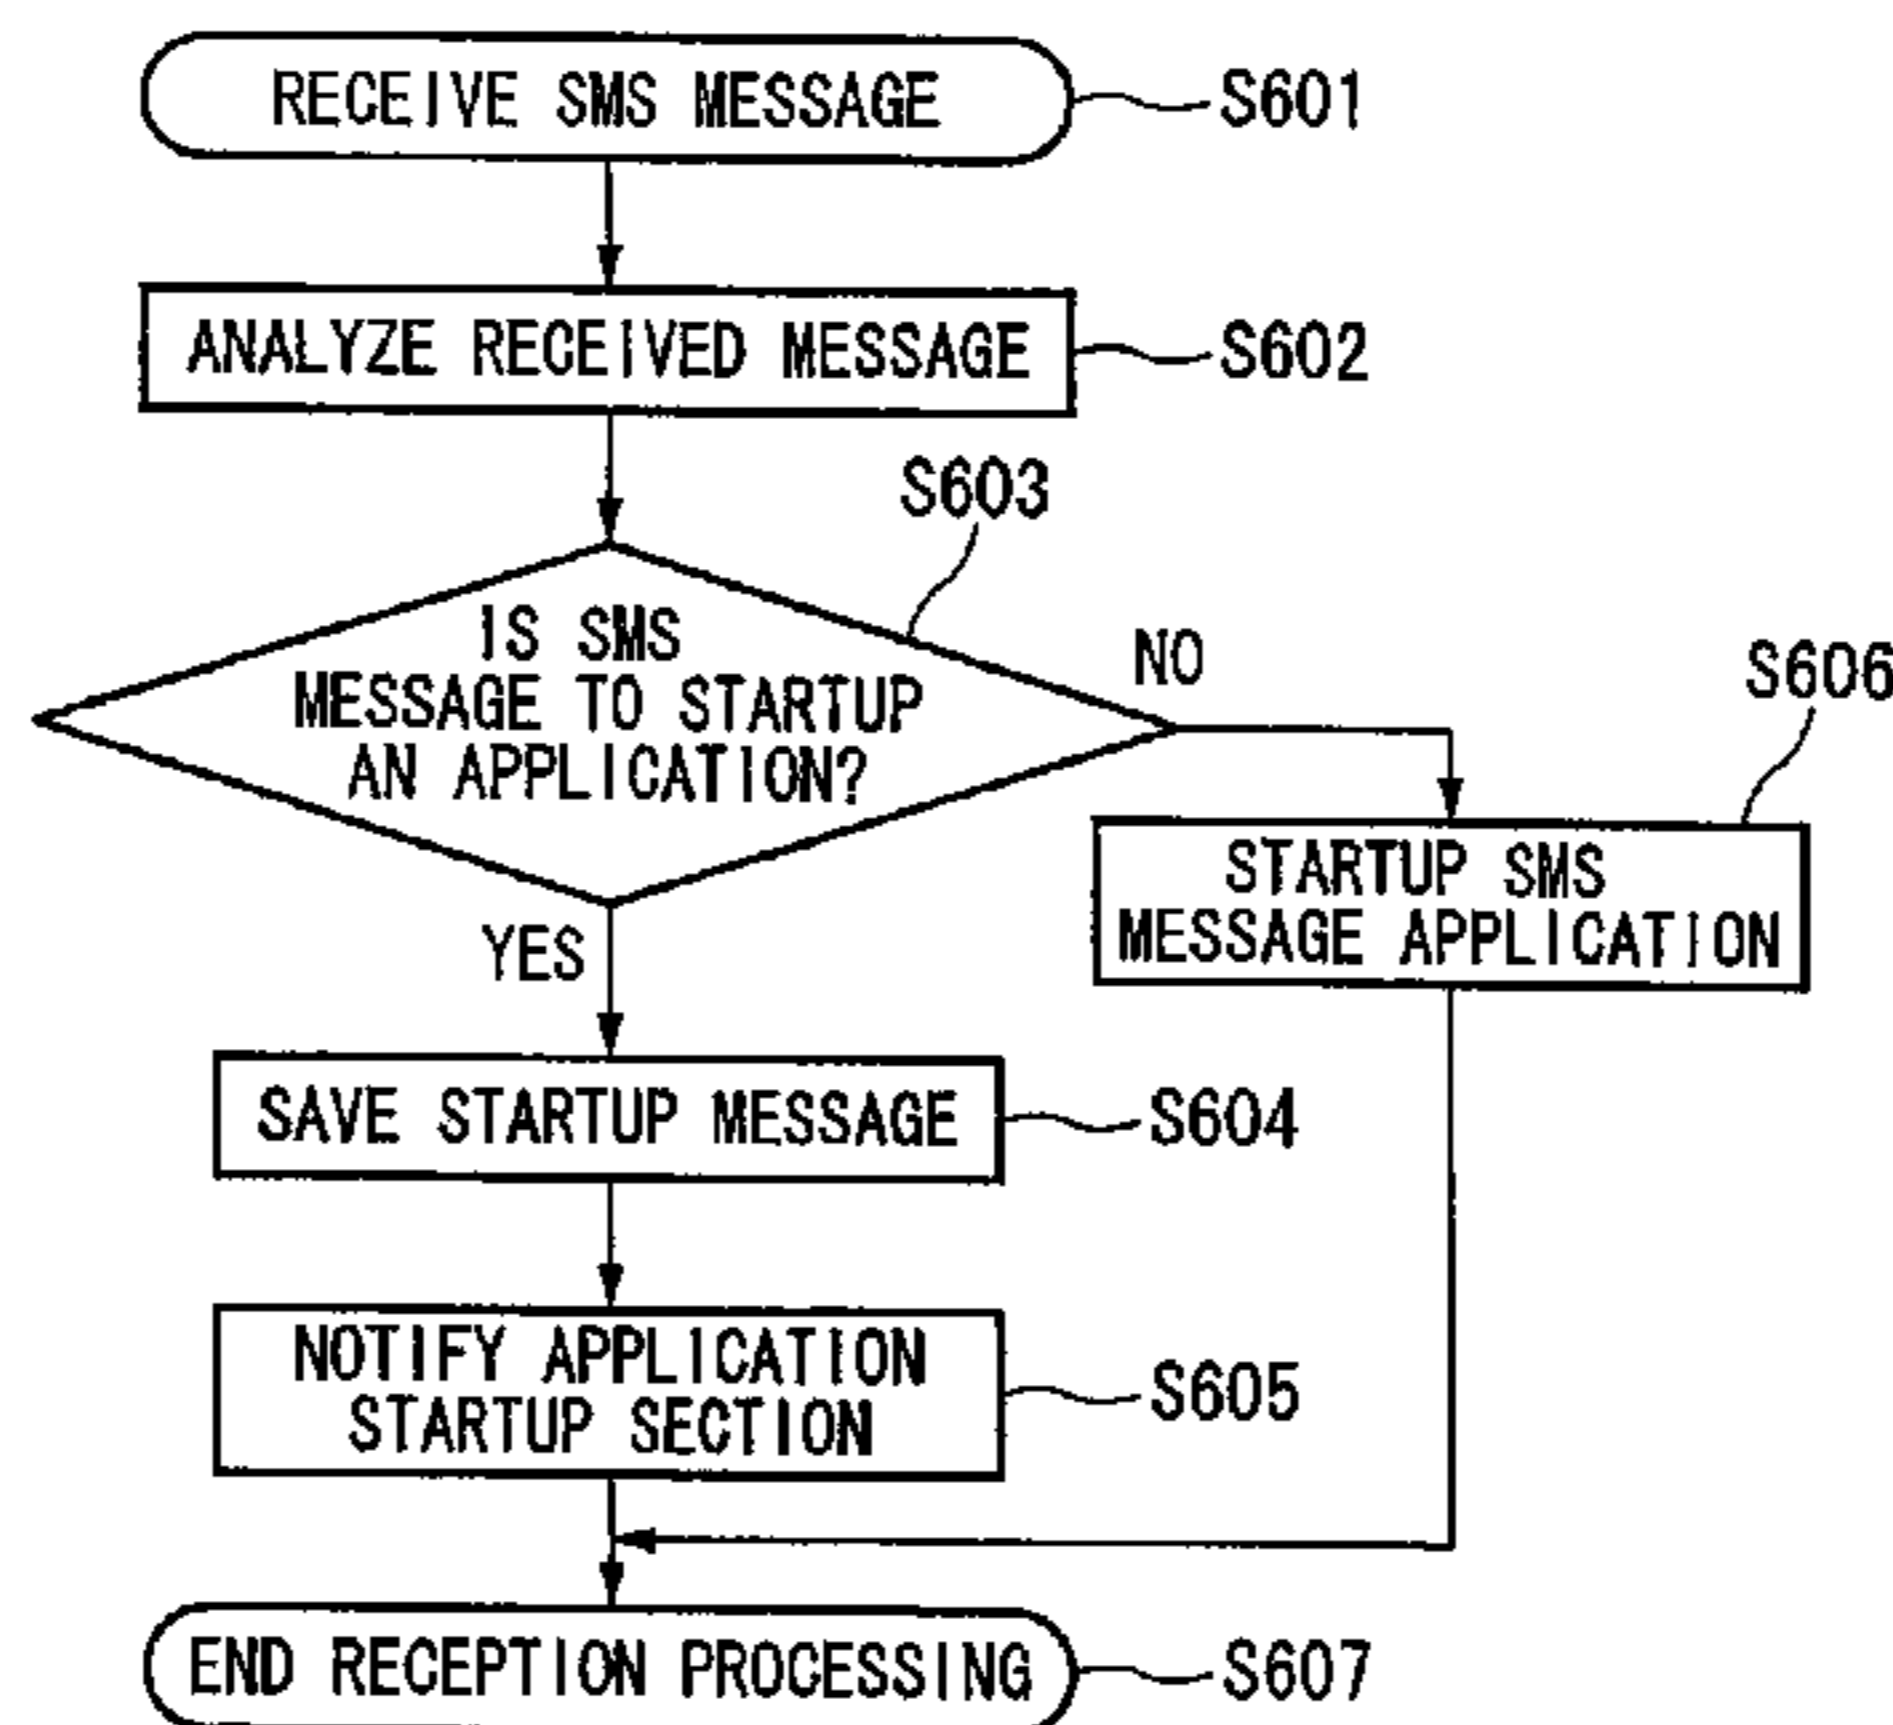 RECEIVE SMS MESSAGE
S601
ANALYZE RECEIVED MESSAGE
S602
S603
IS SMS
MESSAGE TO STARTUP
AN APPLICATION?
NO
S606
STARTUP SMS
MESSAGE APPLICATION
YES
SAVE STARTUP MESSAGE
S604
NOTIFY APPLICATION
STARTUP SECTION
S605
END RECEPTION PROCESSING
S607